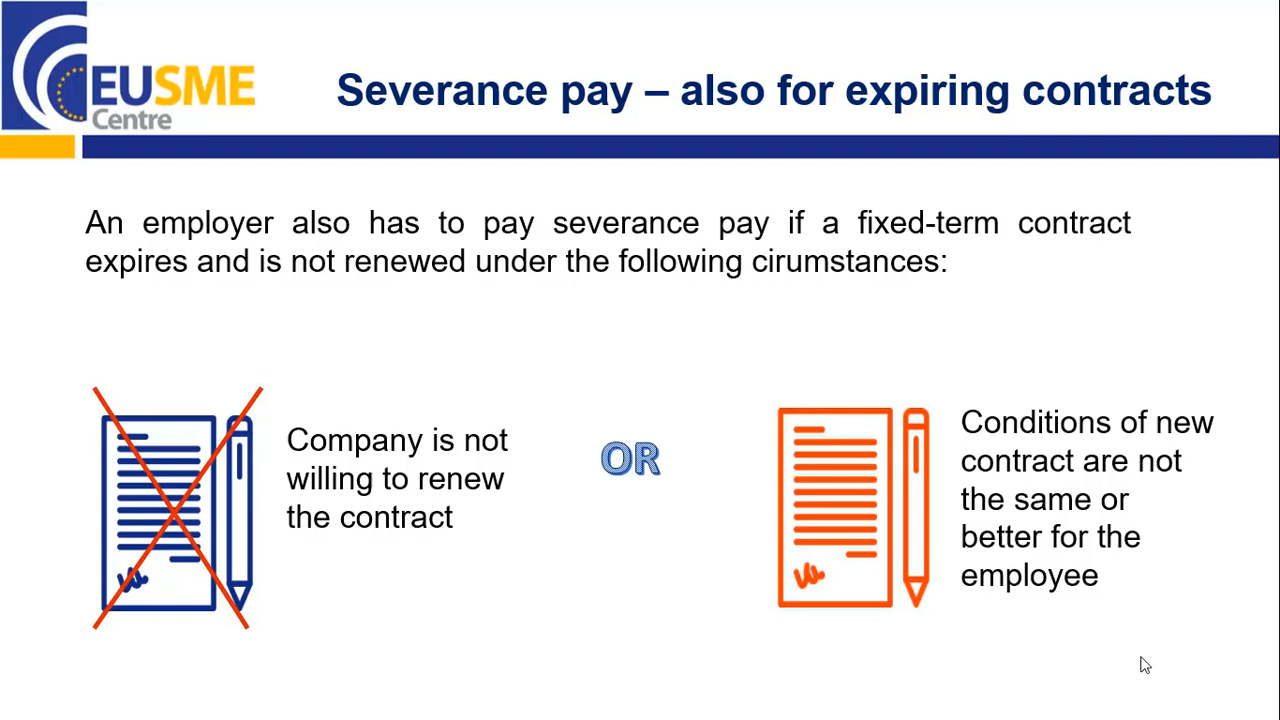 EUSME
Centre
Severance pay – also for expiring contracts
An employer also has to pay severance pay if a fixed-term contract
expires and is not renewed under the following cirumstances:
Company is not
willing to renew
the contract
OR
Conditions of new
contract are not
the same or
better for the
employee